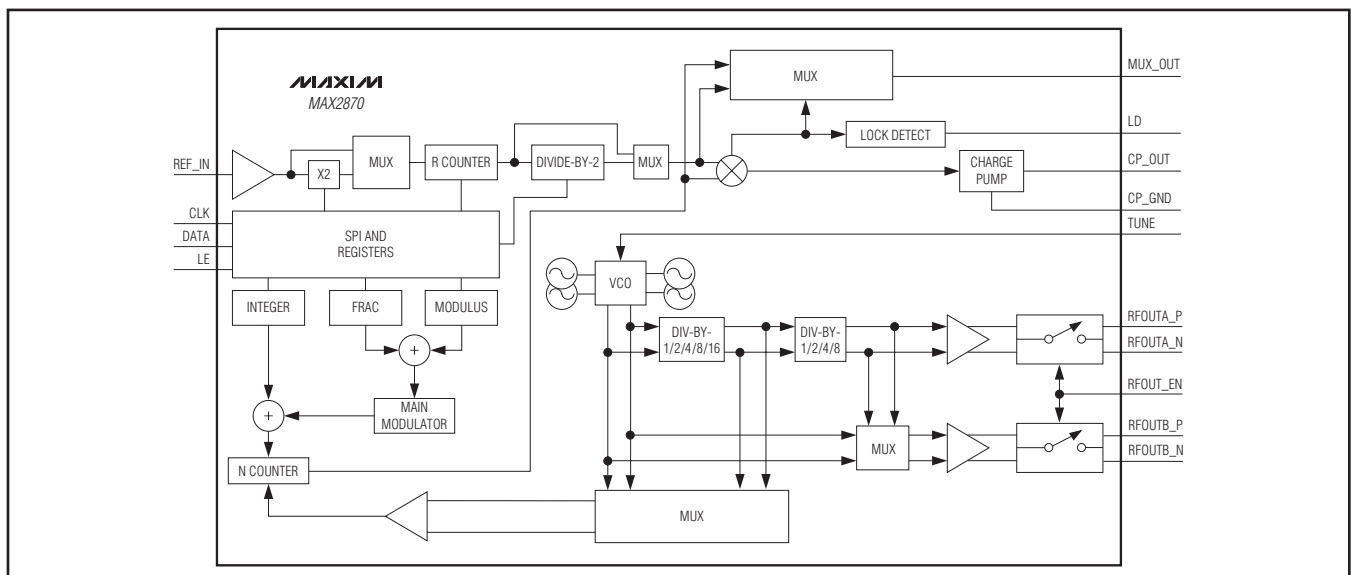 MAXIM
MAX2870
REF_IN
CLK
DATA
LE
X2
MUX
R COUNTER
DIVIDE-BY-2
MUX
MUX
LOCK DETECT
CHARGE
PUMP
MUX_OUT
LD
CP_OUT
CP_GND
TUNE
SPI AND
REGISTERS
INTEGER
FRAC
MODULUS
+
MAIN
MODULATOR
+
N COUNTER
VCO
DIV-BY-
1/2/4/8/16
DIV-BY-
1/2/4/8
MUX
MUX
RFOUTA_P
RFOUTA_N
RFOUT_EN
RFOUTB_P
RFOUTB_N